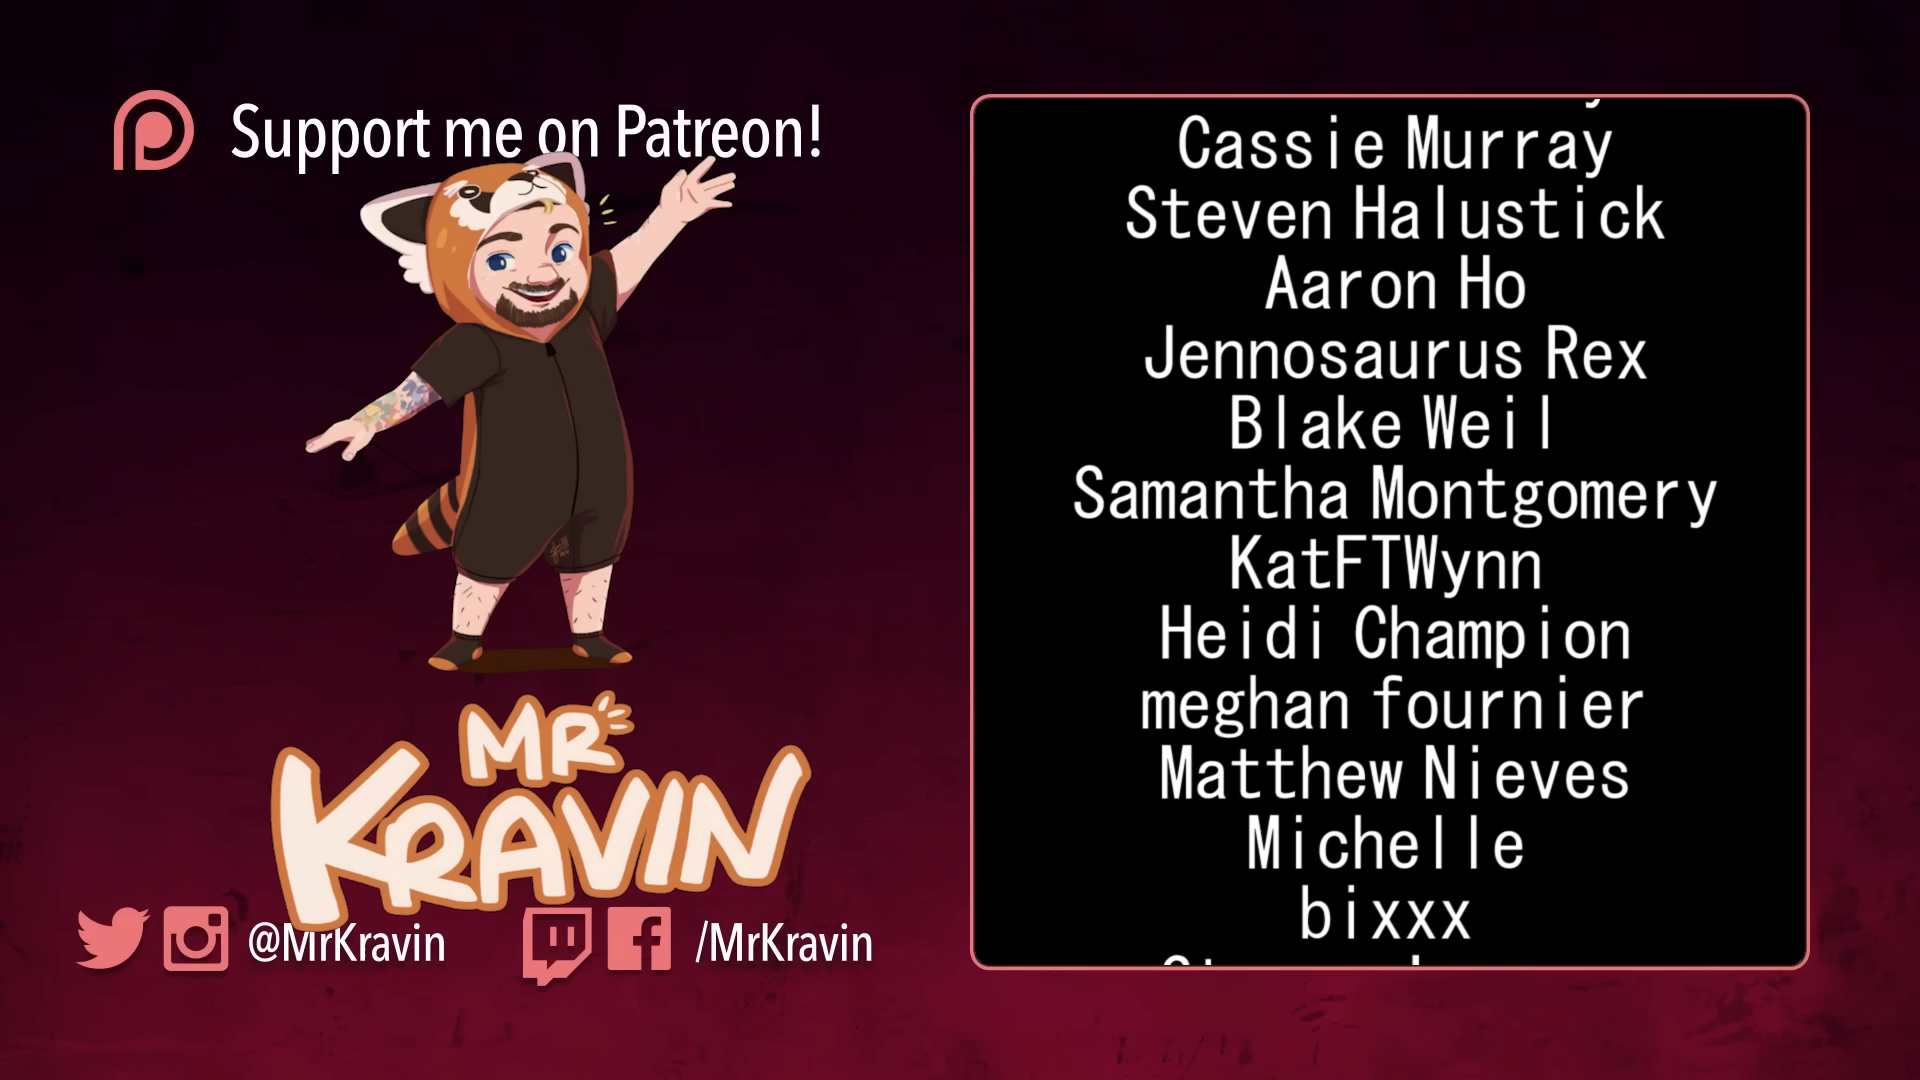 Support me on Patreon!
MR
KRAVIN
@MrKravin
/MrKravin
Cassie Murray
Steven Halustick
Aaron Ho
Jennosaurus Rex
Blake Weil
Samantha Montgomery
KatFTWynn
Heidi Champion
meghan fournier
Matthew Nieves
Michelle
bixxx